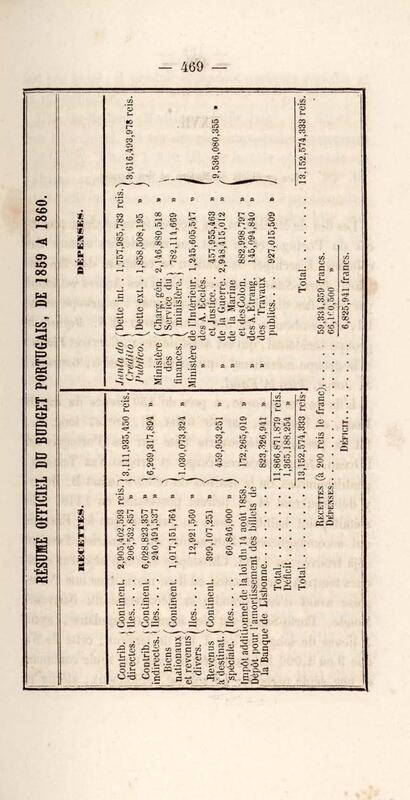 — 469 —
RÉSUMÉ OFFICIEL DU BUDGET PORTUGAIS, DE 1859 A 1860.
RECETTES.
Contrib. directes. Continent. 2,905,402,593 reis. 3,111,935,450 reis.
Iles..... 206,532,857 »
Contrib. indirectes. Continent. 6,028,823,357 » 6,269,317,894 »
Iles..... 240,494,537 »
Biens nationaux et revenus divers. Continent. 1,017,151,764 » 1,030,073,324 »
Iles..... 12,921,560 »
Revenus à destinat. spéciale. Continent. 399,107,251 » 459,953,251 »
Iles..... 60,846,000 »
Impôt additionnel de la loi du 14 août 1858. 172,265,019 »
Dépôt pour l'amortissement des billets de
la Banque de Lisbonne......... 823,326,941 »
Total........ 11,866,871,879 reis.
Déficit........ 1,365,188,254 »
Total........ 13,152,574,333 reis.
DÉPENSES.
Junta do Credito Publico. Dette int.. 1,757,985,783 reis. 3,616,493,978 reis.
Dette ext.. 1,858,508,195 »
Ministère des finances. Charg. gén. 2,146,880,518 » 9,536,080,355 »
Service du ministère. 782,114,669 »
Ministère de l'Intérieur. 1,245,605,547
» des A. Ecclés.
et Justice... 457,955,463 »
» de la Guerre. 2,948,415,012 »
» de la Marine
et des Colon. 882,998,797 »
» des A. Etrang. 145,094,840 »
» des Travaux
publics..... 927,015,509 »
Total......... 13,152,574,333 reis.
RECETTES (à 200 reis le franc),....... 59,334,359 francs.
DÉPENSES........ 66,160,500 »
DÉFICIT........ 6,825,941 francs.